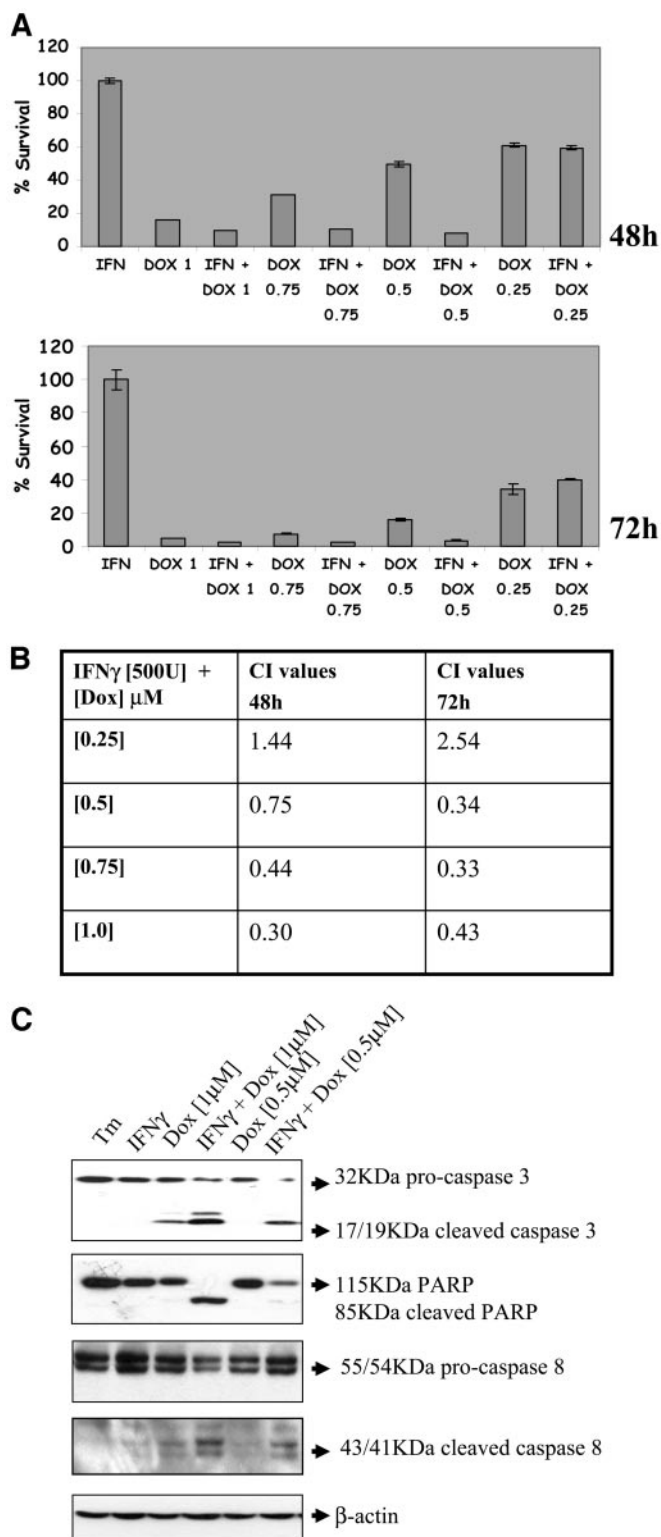 A
% Survival
120
100
80
60
40
20
0
IFN DOX 1 IFN + DOX 1 DOX 0.75 IFN + DOX 0.75 DOX 0.5 IFN + DOX 0.5 DOX 0.25 IFN + DOX 0.25
48h
% Survival
120
100
80
60
40
20
0
IFN DOX 1 IFN + DOX 1 DOX 0.75 IFN + DOX 0.75 DOX 0.5 IFN + DOX 0.5 DOX 0.25 IFN + DOX 0.25
72h
B
IFNγ [500U] + [Dox] μM CI values 48h CI values 72h
[0.25] 1.44 2.54
[0.5] 0.75 0.34
[0.75] 0.44 0.33
[1.0] 0.30 0.43
C
Tm
IFNγ
Dox [1μM]
IFNγ + Dox [1μM]
Dox [0.5μM]
IFNγ + Dox [0.5μM]
32KDa pro-caspase 3
17/19KDa cleaved caspase 3
115KDa PARP
85KDa cleaved PARP
55/54KDa pro-caspase 8
43/41KDa cleaved caspase 8
β-actin